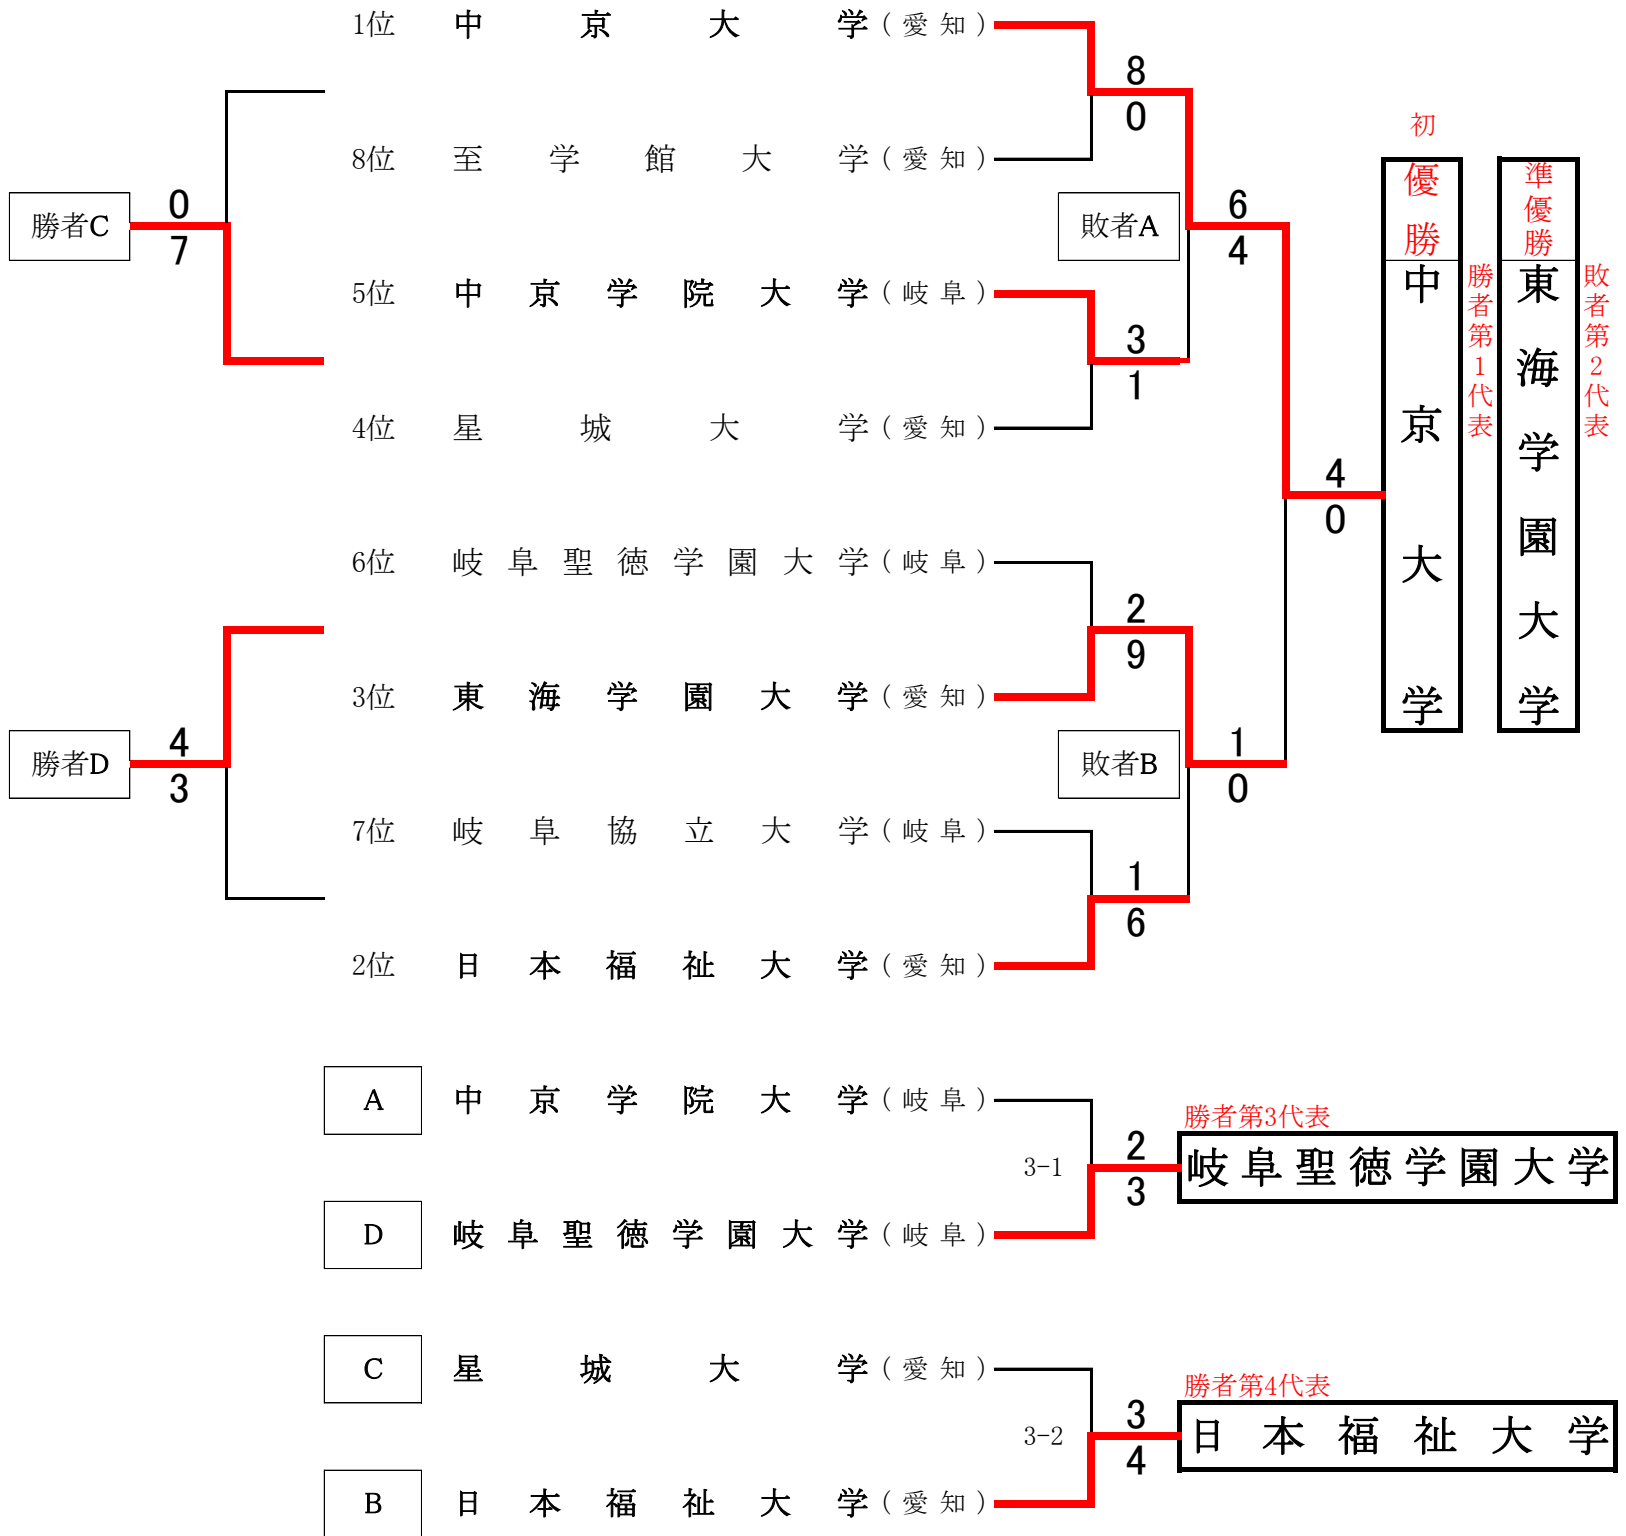 1位 中京大学(愛知)
8
0
初
8位 至学館大学(愛知)
勝者C
0
7
敗者A
6
4
優勝
中京大学
勝者第1代表
準優勝
東海学園大学
敗者第2代表
5位 中京学院大学(岐阜)
3
1
4位 星城大学(愛知)
4
0
6位 岐阜聖徳学園大学(岐阜)
2
9
3位 東海学園大学(愛知)
勝者D
4
3
敗者B
1
0
7位 岐阜協立大学(岐阜)
1
6
2位 日本福祉大学(愛知)
A 中京学院大学(岐阜)
勝者第3代表
3-1
2
3
岐阜聖徳学園大学
D 岐阜聖徳学園大学(岐阜)
C 星城大学(愛知)
勝者第4代表
3-2
3
4
日本福祉大学
B 日本福祉大学(愛知)